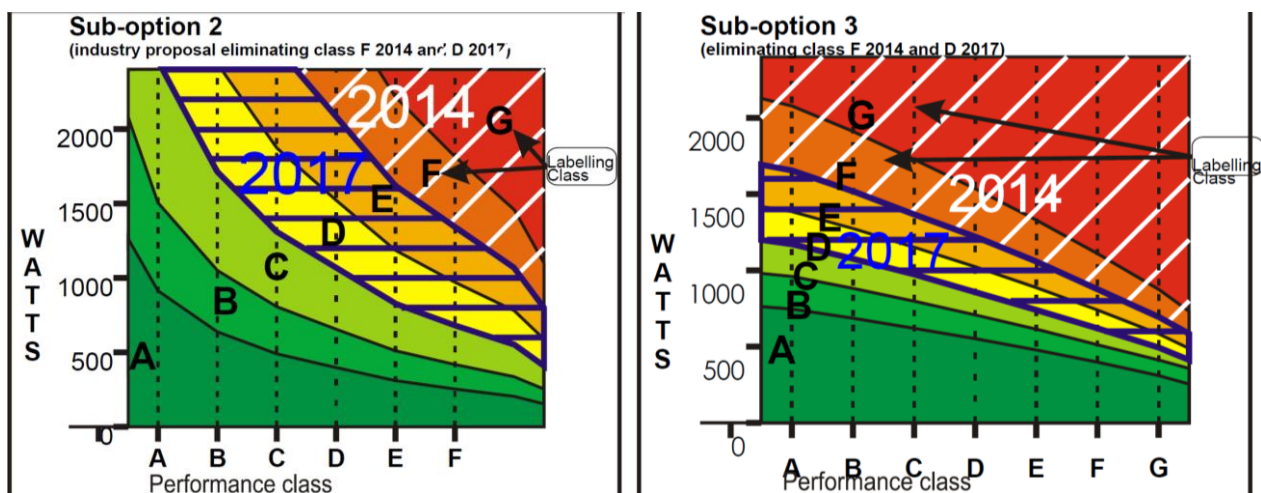 Sub-option 2
(industry proposal eliminating class F 2014 and D 2017)
2014
G
2000
2017
F
Labelling
Class
E
1500
D
C
WATTS
1000
B
A
500
0
A B C D E F
Performance class
Sub-option 3
(eliminating class F 2014 and D 2017)
G
2000
Labelling
Class
F
2014
1500
E
D
2017
C
WATTS
1000
B
A
500
0
A B C D E F G
Performance class